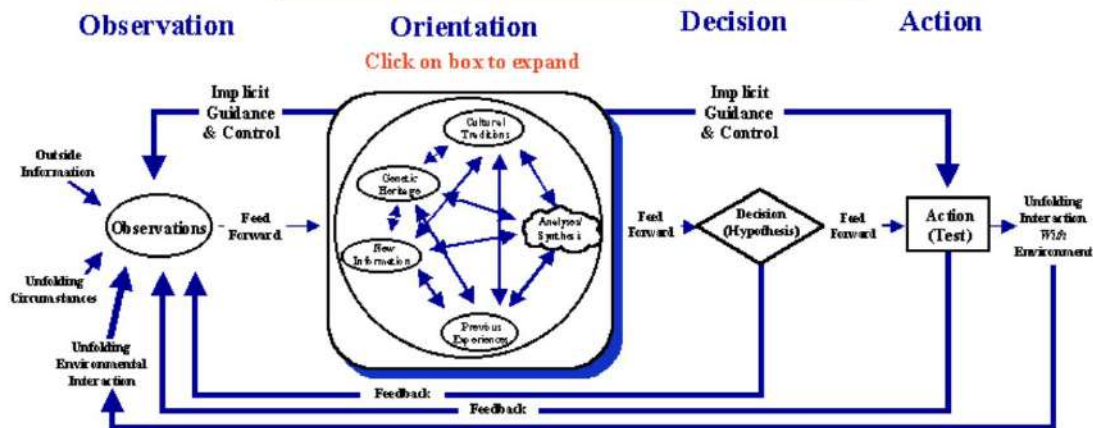 Observation
Orientation
Decision
Action
Click on box to expand
Implicit
Guidance
& Control
Implicit
Guidance
& Control
Outside
Information
Observations
Unfolding
Circumstances
Feed
Forward
Cultural
Traditions
Genetic
Heritage
Analyses/
Synthesis
New
Information
Previous
Experiences
Feed
Forward
Decision
(Hypothesis)
Feed
Forward
Action
(Test)
Unfolding
Interaction
With
Environment
Unfolding
Environmental
Interaction
Feedback
Feedback